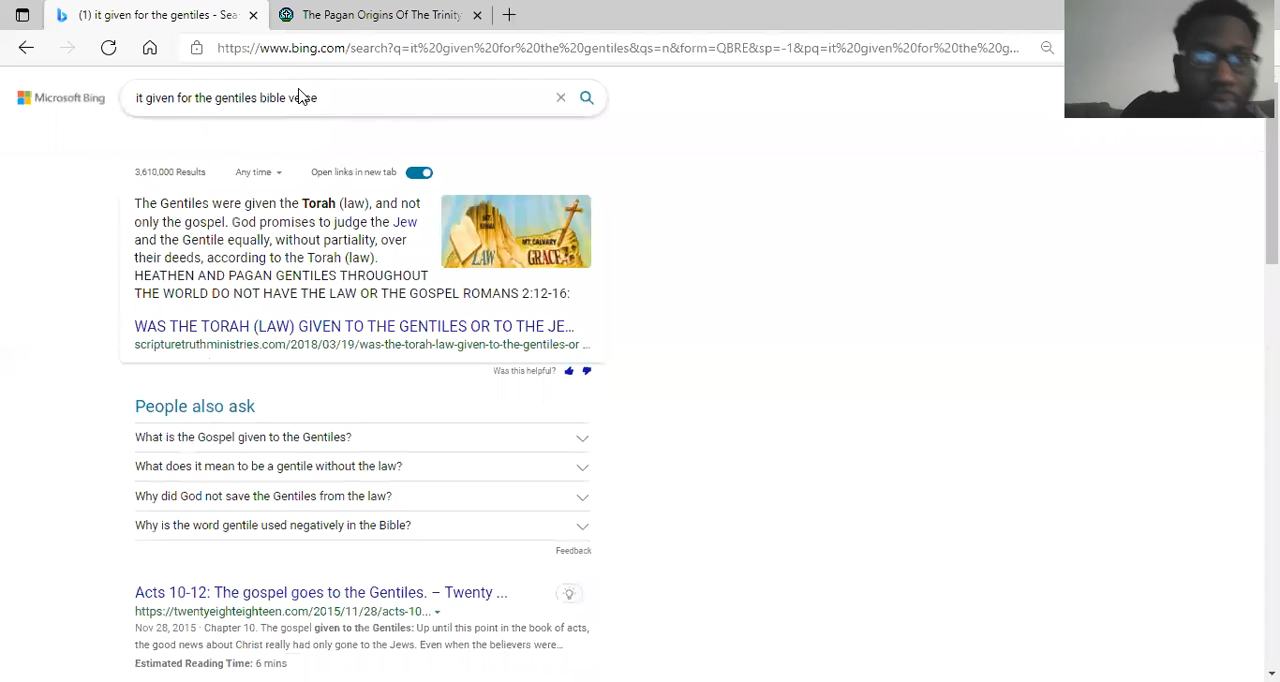 (1) it given for the gentiles - Sea
The Pagan Origins Of The Trinity
https://www.bing.com/search?q=it%20given%20for%20the%20gentiles&qs=n&form=QBRE&sp=-1&pq=it%20given%20for%20the%20g...
Microsoft Bing
it given for the gentiles bible verse
3,610,000 Results
Any time
Open links in new tab
The Gentiles were given the Torah (law), and not
only the gospel. God promises to judge the Jew
and the Gentile equally, without partiality, over
their deeds, according to the Torah (law).
HEATHEN AND PAGAN GENTILES THROUGHOUT
THE WORLD DO NOT HAVE THE LAW OR THE GOSPEL ROMANS 2:12-16:
LAW
MT. CALVARY
GRACE
WAS THE TORAH (LAW) GIVEN TO THE GENTILES OR TO THE JE...
scripturetruthministries.com/2018/03/19/was-the-torah-law-given-to-the-gentiles-or ...
Was this helpful?
People also ask
What is the Gospel given to the Gentiles?
What does it mean to be a gentile without the law?
Why did God not save the Gentiles from the law?
Why is the word gentile used negatively in the Bible?
Feedback
Acts 10-12: The gospel goes to the Gentiles. – Twenty ...
https://twentyeighteighteen.com/2015/11/28/acts-10...
Nov 28, 2015 · Chapter 10. The gospel given to the Gentiles: Up until this point in the book of acts,
the good news about Christ really had only gone to the Jews. Even when the believers were...
Estimated Reading Time: 6 mins